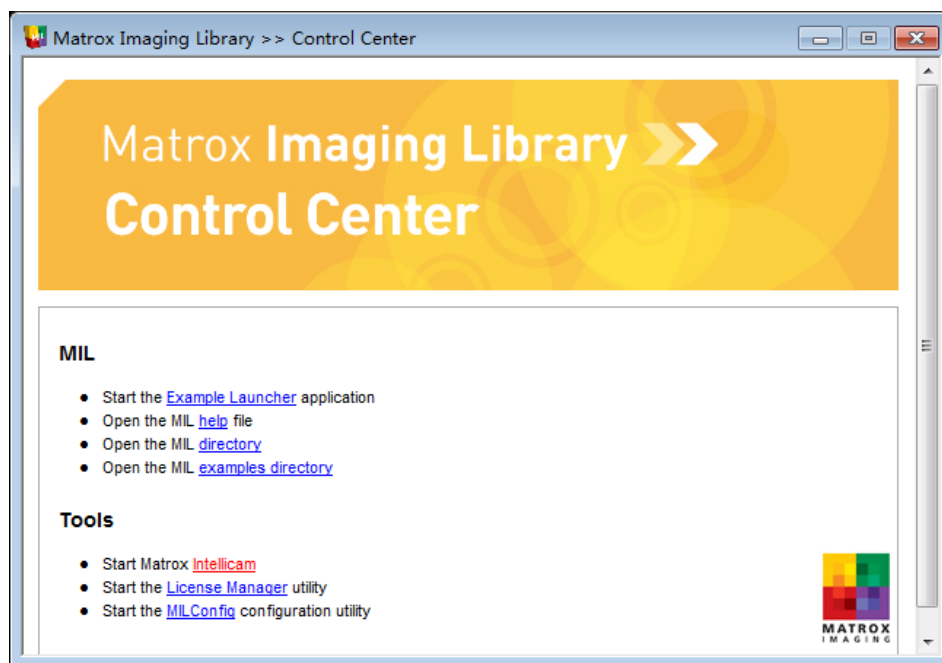 Matrox Imaging Library >> Control Center
Matrox Imaging Library >>
Control Center
MIL
• Start the Example Launcher application
• Open the MIL help file
• Open the MIL directory
• Open the MIL examples directory
Tools
• Start Matrox Intellicam
• Start the License Manager utility
• Start the MILConfig configuration utility
MATROX
IMAGING